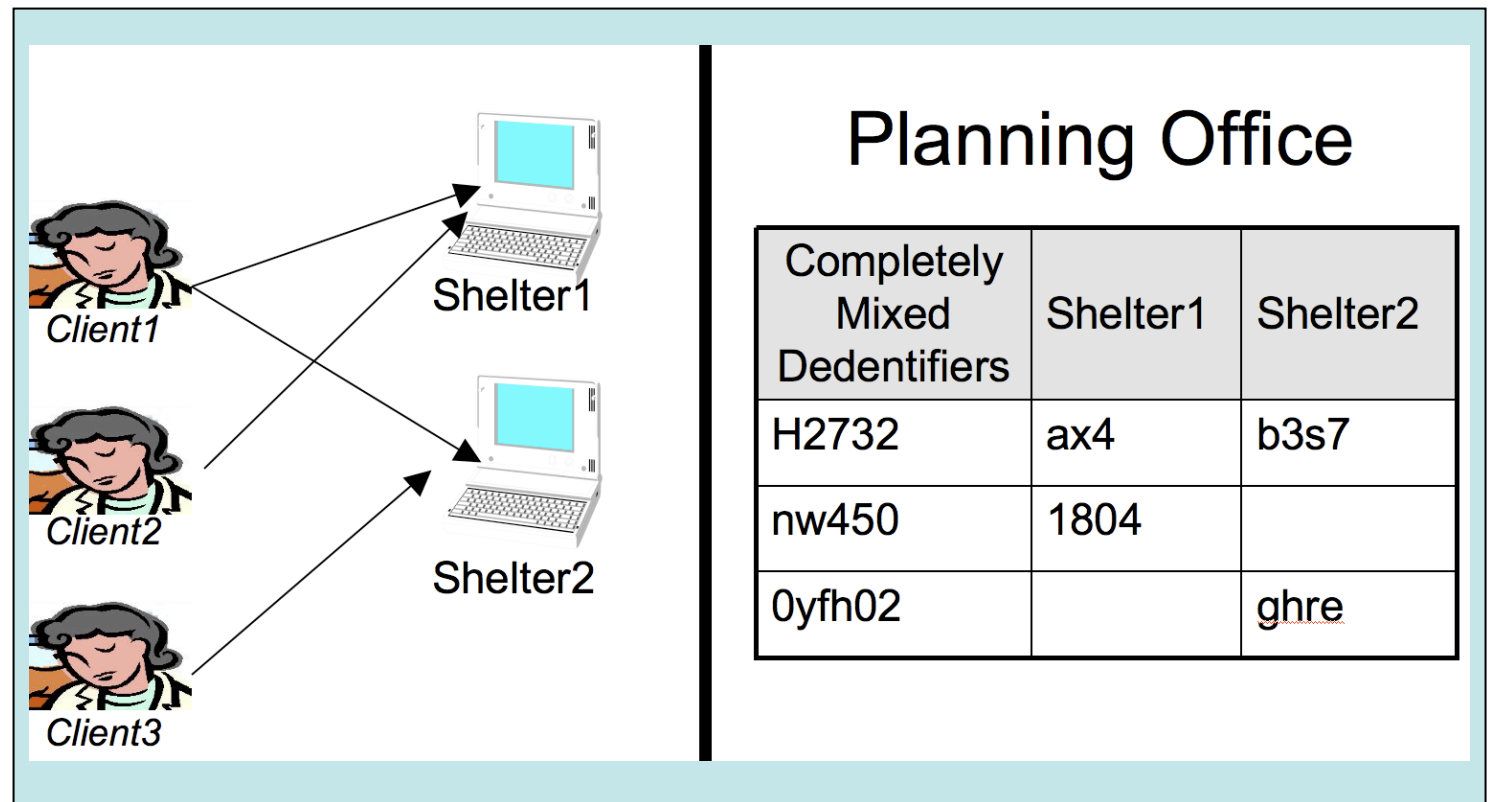 Client1
Client2
Client3
Shelter1
Shelter2
Planning Office
Completely
Mixed
Dedentifiers
Shelter1
Shelter2
H2732
ax4
b3s7
nw450
1804
0yfh02
ghre